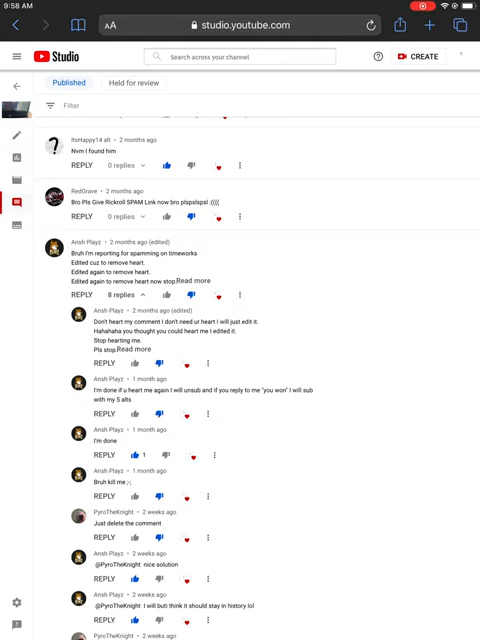 9:58 AM
AA
studio.youtube.com
Studio
Search across your channel
CREATE
Published
Held for review
Filter
ItsHappy14 alt • 2 months ago
Nvm I found him
REPLY
0 replies
RedGrave • 2 months ago
Bro Pls Give Rickroll SPAM Link now bro plspslpsl :((((
REPLY
0 replies
Ansh Playz • 2 months ago (edited)
Bruh I'm reporting for spamming on timeworks
Edited cuz to remove heart.
Edited again to remove heart.
Edited again to remove heart now stop Read more
REPLY
8 replies
Ansh Playz • 2 months ago (edited)
Don't heart my comment I don't need ur heart I will just edit it.
Hahahaha you thought you could heart me I edited it.
Stop hearting me.
Pls stop Read more
REPLY
Ansh Playz • 1 month ago
I'm done if u heart me again I will unsub and if you reply to me "you won" I will sub
with my 5 alts
REPLY
Ansh Playz • 1 month ago
I'm done
REPLY
1
Ansh Playz • 1 month ago
Bruh kill me ;-;
REPLY
PyroTheKnight • 2 weeks ago
Just delete the comment
REPLY
Ansh Playz • 2 weeks ago
@PyroTheKnight nice solution
REPLY
Ansh Playz • 2 weeks ago
@PyroTheKnight I will buti think it should stay in history lol
REPLY
PyroTheKnight • 2 weeks ago